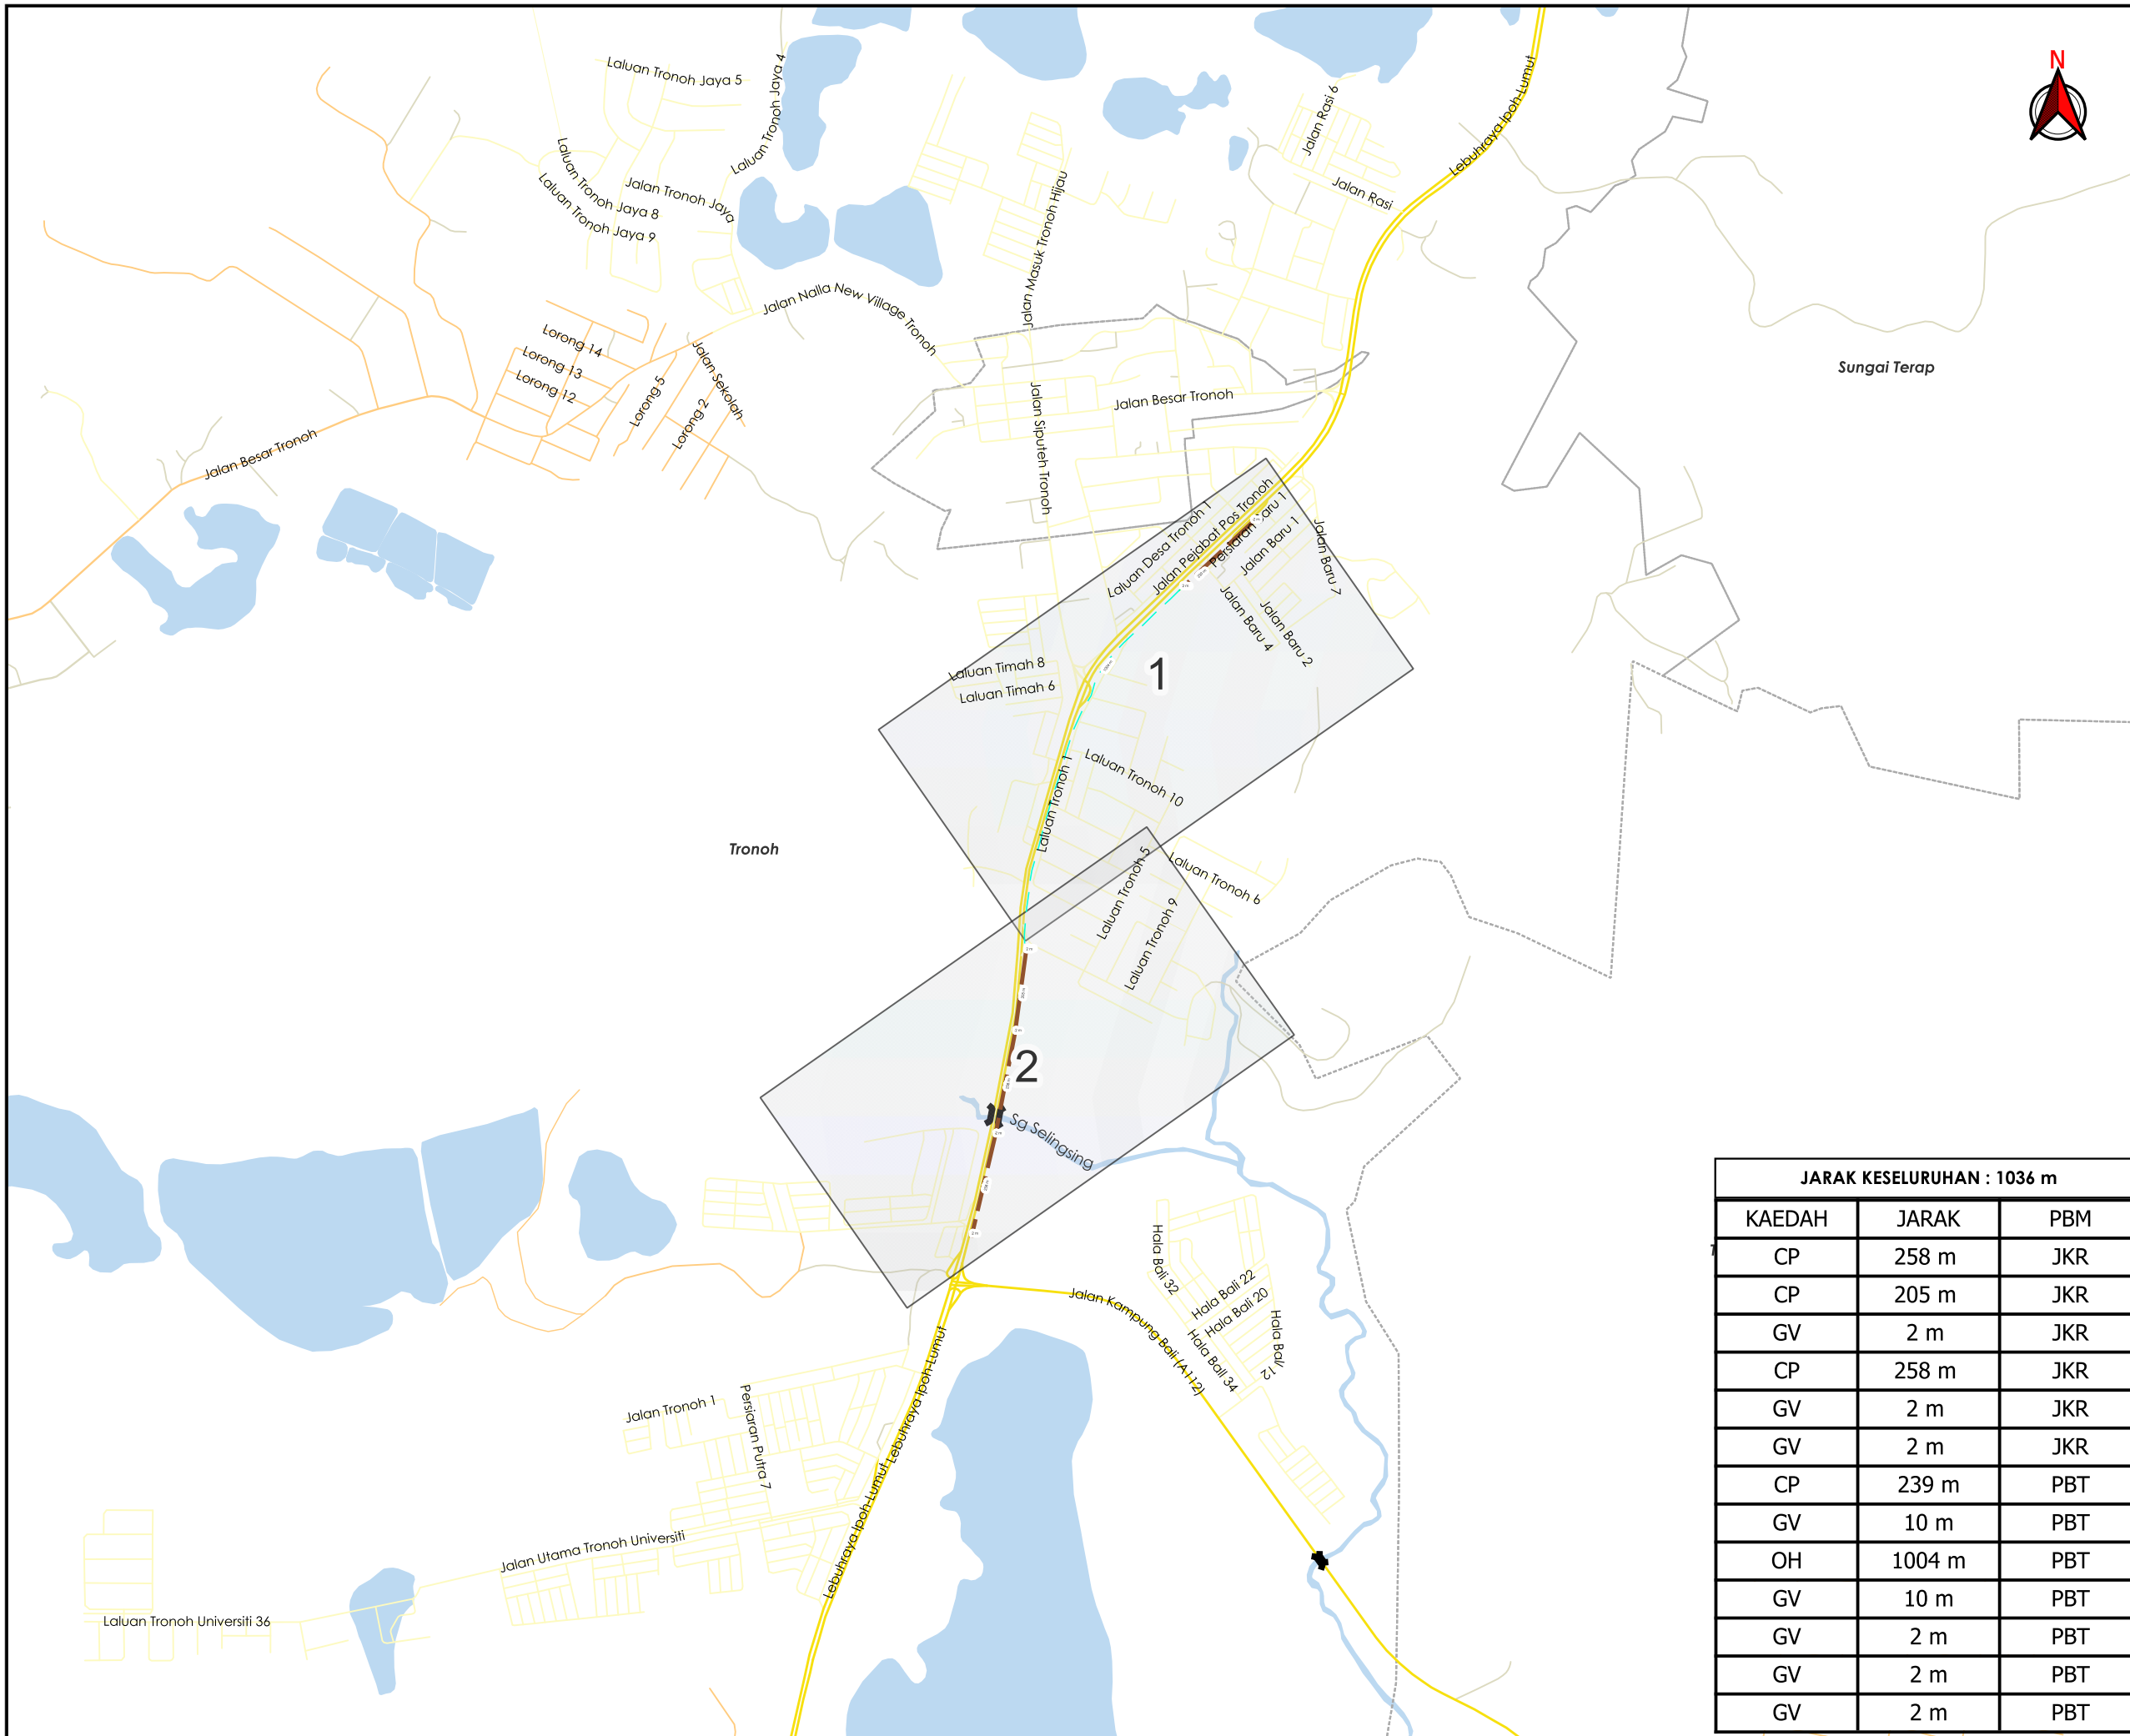 N
Laluan Tronoh Jaya 5
Laluan Tronoh Jaya 4
Jalan Rasi 6
Lebuhraya Ipoh-Lumut
Laluan Tronoh Jaya 8
Laluan Tronoh Jaya 9
Jalan Tronoh Jaya
Jalan Masuk Tronoh Hijau
Jalan Rasi
Jalan Nalla New Village Tronoh
Lorong 14
Lorong 13
Lorong 12
Lorong 5
Lorong 2
Jalan Sekolah
Jalan Siputeh Tronoh
Jalan Besar Tronoh
Sungai Terap
Jalan Besar Tronoh
Laluan Desa Tronoh 1
Jalan Pejabat Pos Tronoh
Persiaran Baru 1
Jalan Baru 1
Jalan Baru 7
Jalan Baru 4
Jalan Baru 2
Laluan Timah 8
Laluan Timah 6
1
Laluan Tronoh 1
Laluan Tronoh 10
Tronoh
Laluan Tronoh 5
Laluan Tronoh 6
Laluan Tronoh 9
2
Sg Selingsing
Hala Bali 32
Hala Bali 22
Hala Bali 20
Hala Bali 34
Hala Bali 12
Jalan Kampung Bali (A112)
Lebuhraya Ipoh-Lumut
Lebuhraya Ipoh-Lumut
Jalan Tronoh 1
Persiaran Putra 7
Jalan Utama Tronoh Universiti
Laluan Tronoh Universiti 36
JARAK KESELURUHAN : 1036 m
KAEDAH JARAK PBM
CP 258 m JKR
CP 205 m JKR
GV 2 m JKR
CP 258 m JKR
GV 2 m JKR
GV 2 m JKR
CP 239 m PBT
GV 10 m PBT
OH 1004 m PBT
GV 10 m PBT
GV 2 m PBT
GV 2 m PBT
GV 2 m PBT